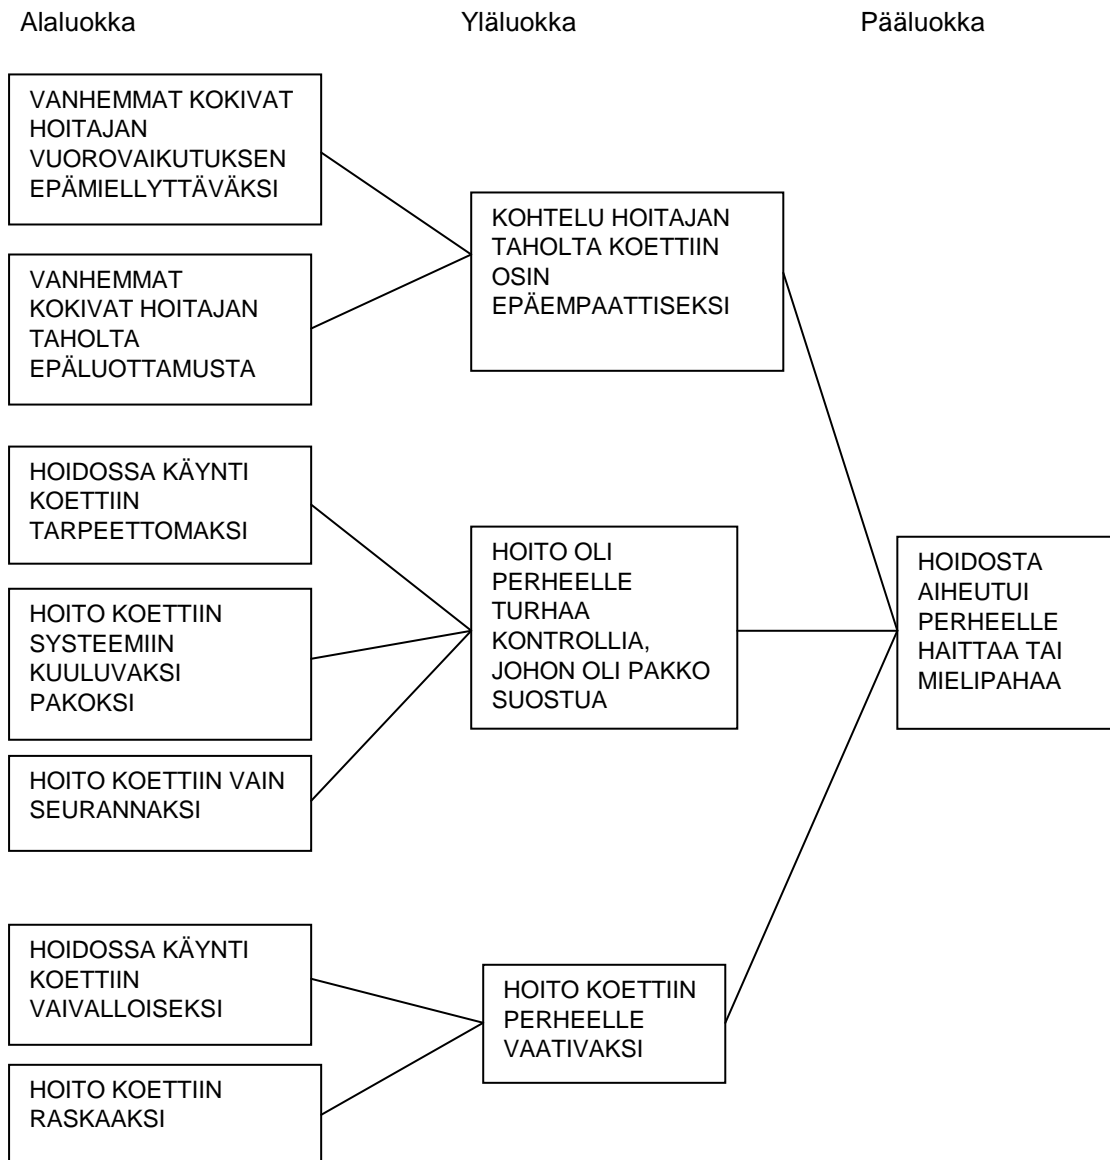 Alaluokka
Yläluokka
Pääluokka
VANHEMMAT KOKIVAT
HOITAJAN
VUOROVAIKUTUKSEN
EPÄMIELLYTTÄVÄKSI
VANHEMMAT
KOKIVAT HOITAJAN
TAHOLTA
EPÄLUOTTAMUSTA
HOIDOSSA KÄYNTI
KOETTIIN
TARPEETTOMAKSI
HOITO KOETTIIN
SYSTEEMIIN
KUULUVAKSI
PAKOKSI
HOITO KOETTIIN VAIN
SEURANNAKSI
HOIDOSSA KÄYNTI
KOETTIIN
VAIVALLOISEKSI
HOITO KOETTIIN
RASKAAKSI
KOHTELU HOITAJAN
TAHOLTA KOETTIIN
OSIN
EPÄEMPAATTISEKSI
HOITO OLI
PERHEELLE
TURHAA
KONTROLLIA,
JOHON OLI PAKKO
SUOSTUA
HOITO KOETTIIN
PERHEELLE
VAATIVAKSI
HOIDOSTA
AIHEUTUI
PERHEELLE
HAITTAA TAI
MIELIPAHAA